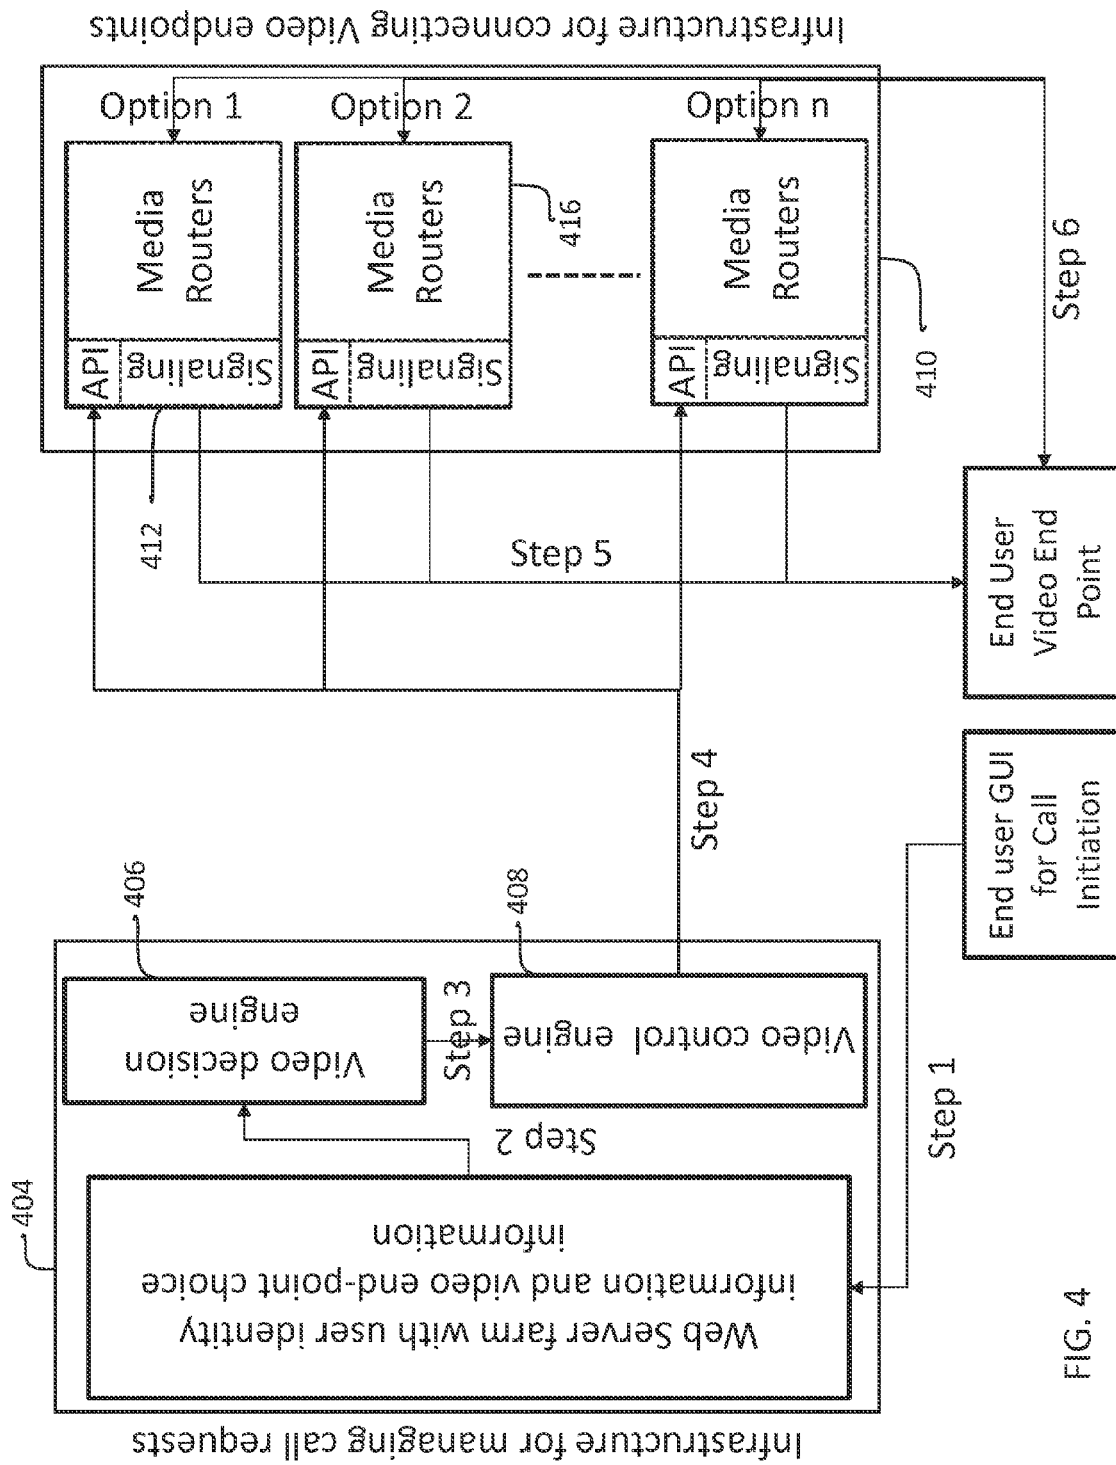 Infrastructure for managing call requests
404
Web Server farm with user identity
information and video end-point choice
information
Step 2
Video decision
engine
406
Step 3
Video control engine
408
Step 1
End user GUI
for Call
Initiation
Step 4
Infrastructure for connecting Video endpoints
API
Signaling
Media
Routers
Option 1
412
API
Signaling
Media
Routers
Option 2
416
API
Signaling
Media
Routers
Option n
410
Step 5
End User
Video End
Point
Step 6
FIG. 4